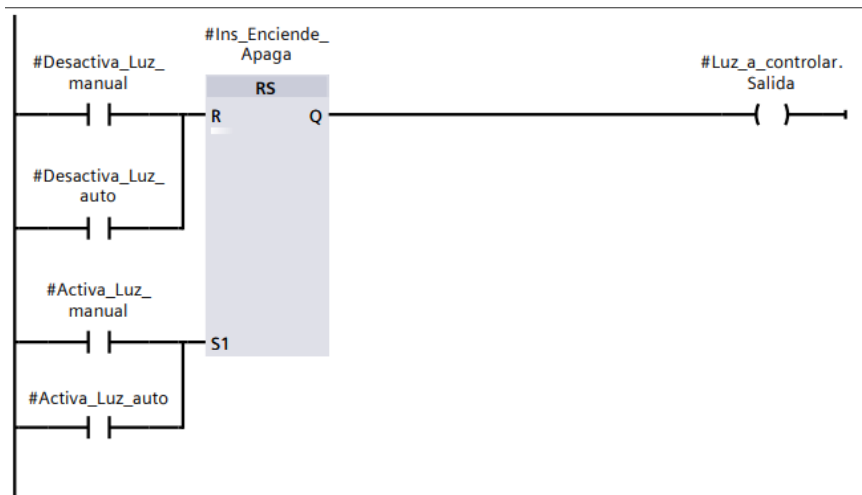 #Ins_Enciende_
Apaga
#Desactiva_Luz_
manual
#Luz_a_controlar.
Salida
RS
R
Q
#Desactiva_Luz_
auto
#Activa_Luz_
manual
S1
#Activa_Luz_auto